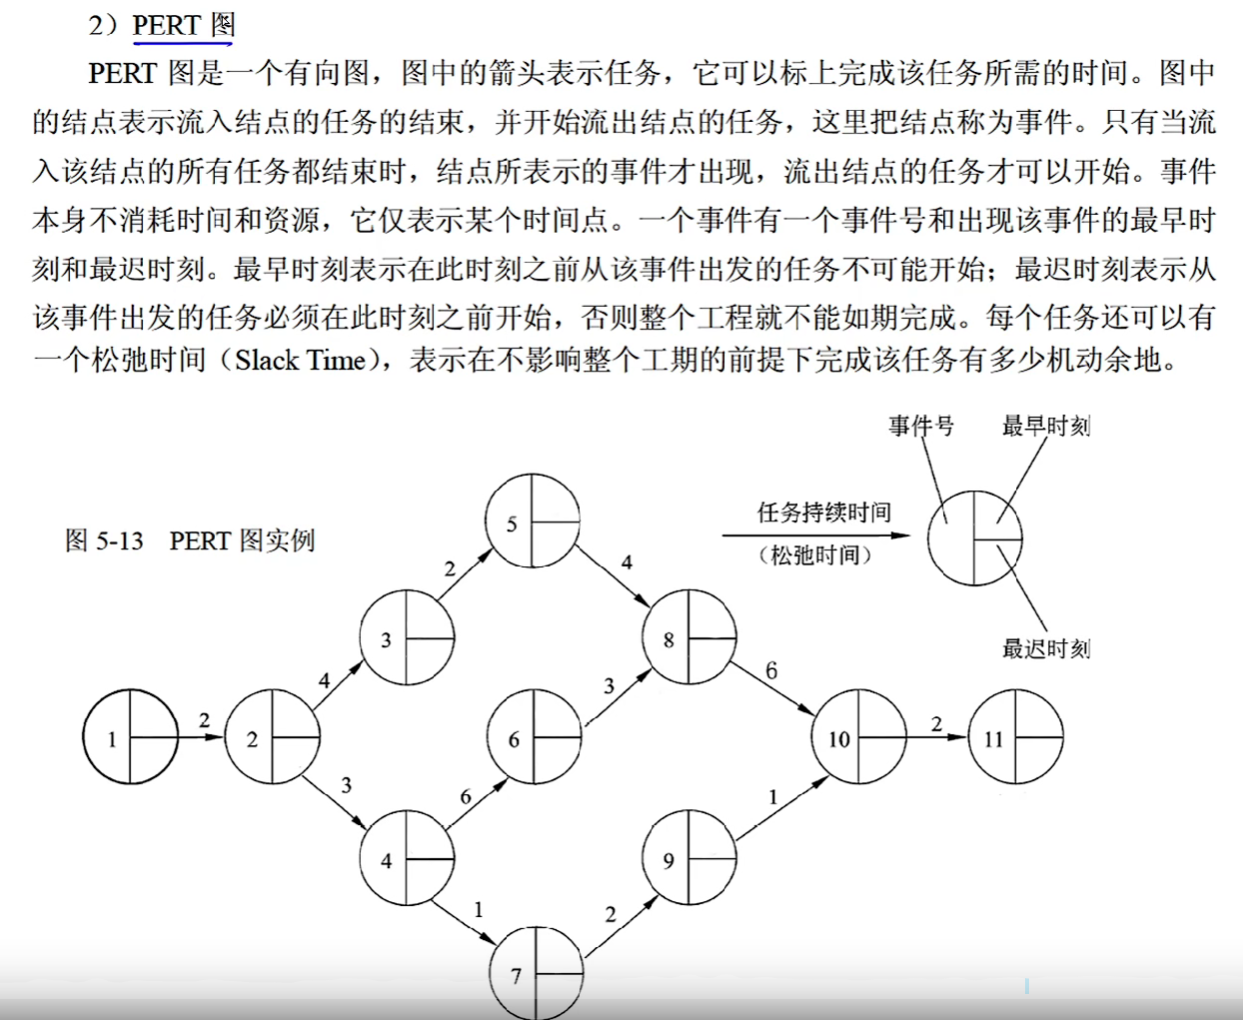 2）PERT 图
PERT 图是一个有向图，图中的箭头表示任务，它可以标上完成该任务所需的时间。图中
的结点表示流入结点的任务的结束，并开始流出结点的任务，这里把结点称为事件。只有当流
入该结点的所有任务都结束时，结点所表示的事件才出现，流出结点的任务才可以开始。事件
本身不消耗时间和资源，它仅表示某个时间点。一个事件有一个事件号和出现该事件的最早时
刻和最迟时刻。最早时刻表示在此时刻之前从该事件出发的任务不可能开始；最迟时刻表示从
该事件出发的任务必须在此时刻之前开始，否则整个工程就不能如期完成。每个任务还可以有
一个松弛时间（Slack Time），表示在不影响整个工期的前提下完成该任务有多少机动余地。
事件号 最早时刻
任务持续时间
（松弛时间）
最迟时刻
图 5-13 PERT 图实例
5
2
4
3
8
4
3
6
1
2
2
6
10
2
11
3
6
1
4
9
1
2
7